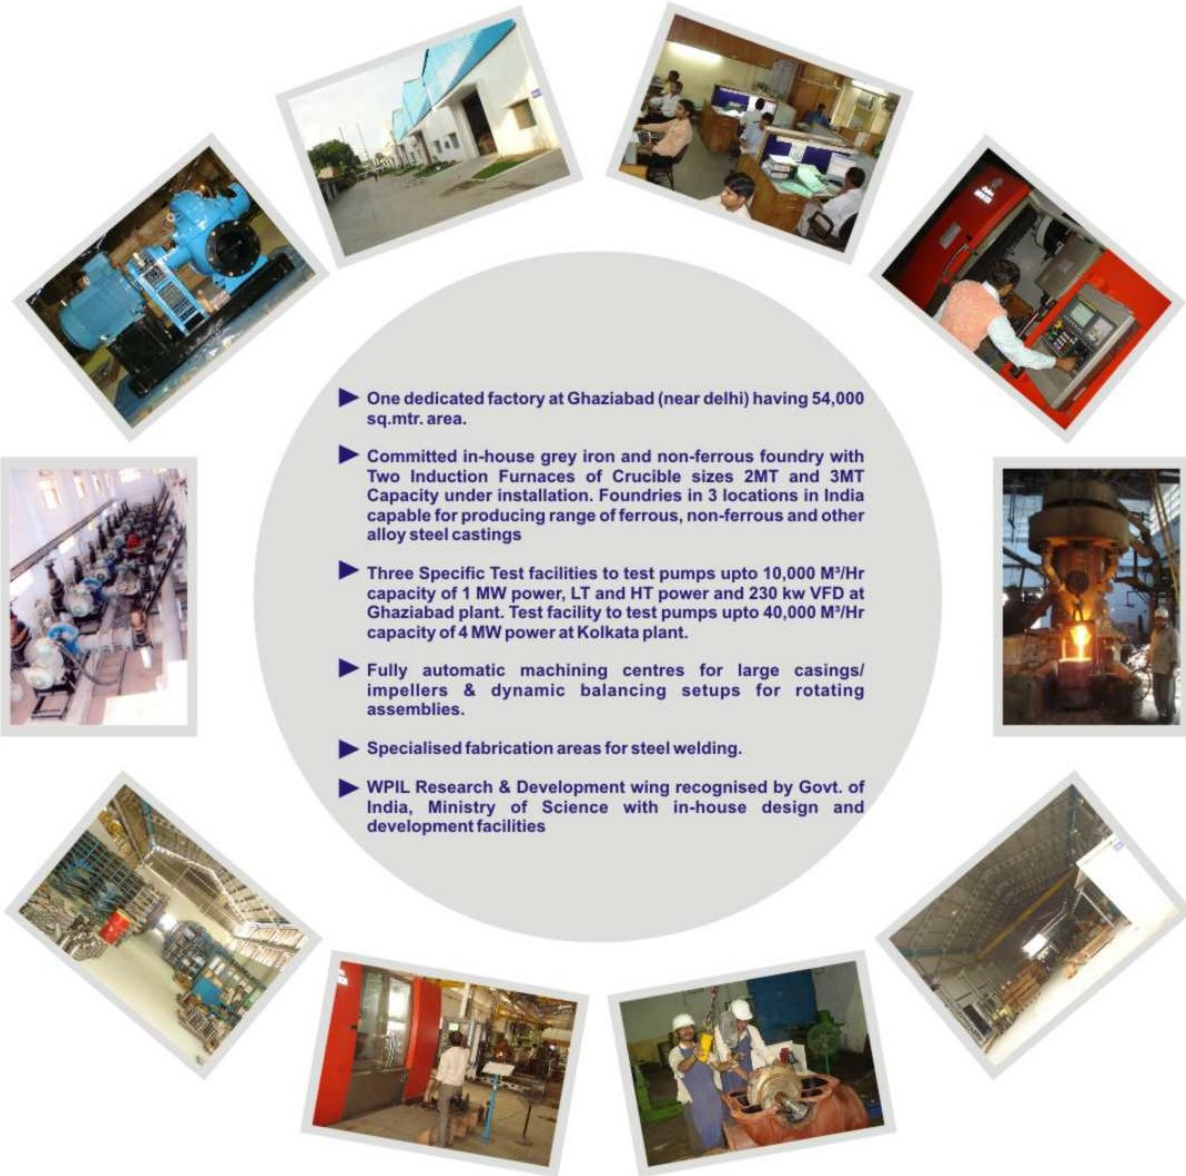 One dedicated factory at Ghaziabad (near delhi) having 54,000
sq.mtr. area.
Committed in-house grey iron and non-ferrous foundry with
Two Induction Furnaces of Crucible sizes 2MT and 3MT
Capacity under installation. Foundries in 3 locations in India
capable for producing range of ferrous, non-ferrous and other
alloy steel castings
Three Specific Test facilities to test pumps upto 10,000 M³/Hr
capacity of 1 MW power, LT and HT power and 230 kw VFD at
Ghaziabad plant. Test facility to test pumps upto 40,000 M³/Hr
capacity of 4 MW power at Kolkata plant.
Fully automatic machining centres for large casings/
impellers & dynamic balancing setups for rotating
assemblies.
Specialised fabrication areas for steel welding.
WPIL Research & Development wing recognised by Govt. of
India, Ministry of Science with in-house design and
development facilities